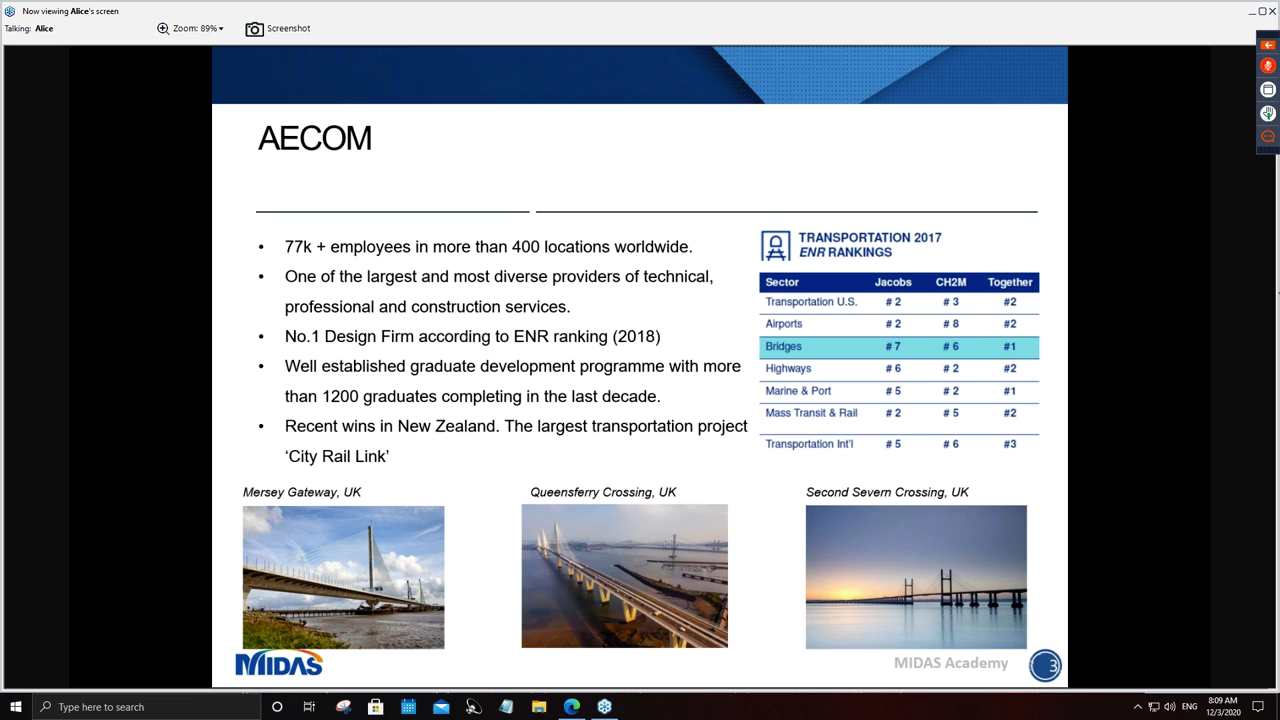 Now viewing Alice's screen
Talking: Alice
Zoom: 89%
Screenshot
AECOM
• 77k + employees in more than 400 locations worldwide.
• One of the largest and most diverse providers of technical,
professional and construction services.
• No.1 Design Firm according to ENR ranking (2018)
• Well established graduate development programme with more
than 1200 graduates completing in the last decade.
• Recent wins in New Zealand. The largest transportation project
‘City Rail Link’
TRANSPORTATION 2017
ENR RANKINGS
Sector Jacobs CH2M Together
Transportation U.S. # 2 # 3 #2
Airports # 2 # 8 #2
Bridges # 7 # 6 #1
Highways # 6 # 2 #2
Marine & Port # 5 # 2 #1
Mass Transit & Rail # 2 # 5 #2
Transportation Int'l # 5 # 6 #3
Mersey Gateway, UK
Queensferry Crossing, UK
Second Severn Crossing, UK
MIDAS
MIDAS Academy
3
Type here to search
ENG
8:09 AM
12/3/2020